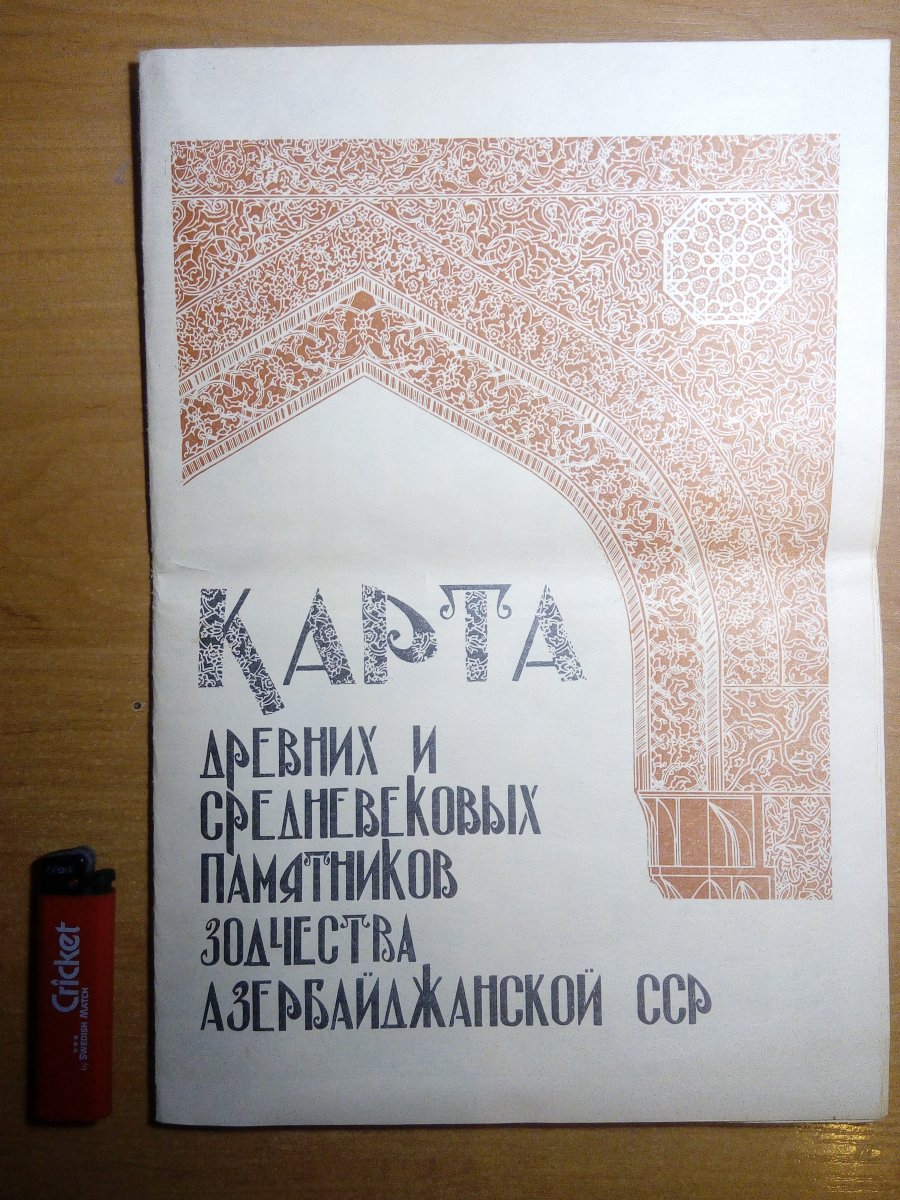 КАРТА
ДРЕВНИХ И
СРЕДНЕВЕКОВЫХ
ПАМЯТНИКОВ
ЗОДЧЕСТВА
АЗЕРБАЙДЖАНСКОЙ ССР
Cricket
by SWEDISH MATCH